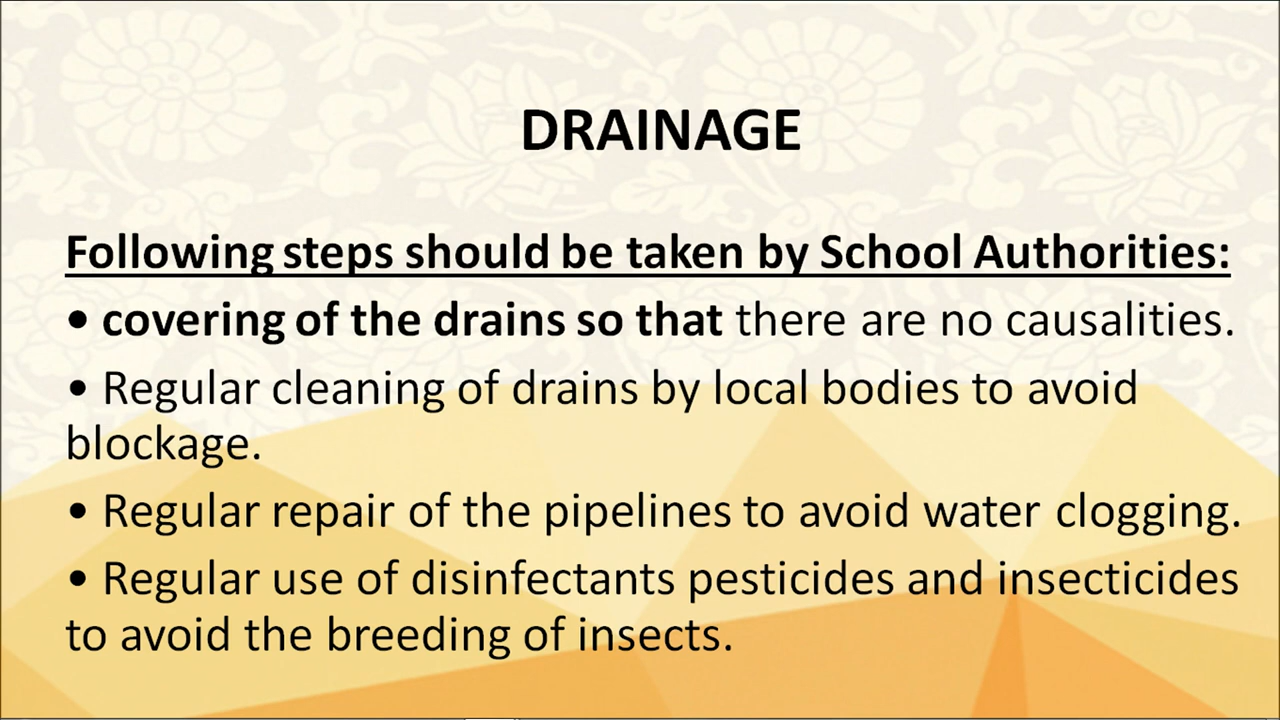 DRAINAGE
Following steps should be taken by School Authorities:
• covering of the drains so that there are no causalities.
• Regular cleaning of drains by local bodies to avoid
blockage.
• Regular repair of the pipelines to avoid water clogging.
• Regular use of disinfectants pesticides and insecticides
to avoid the breeding of insects.